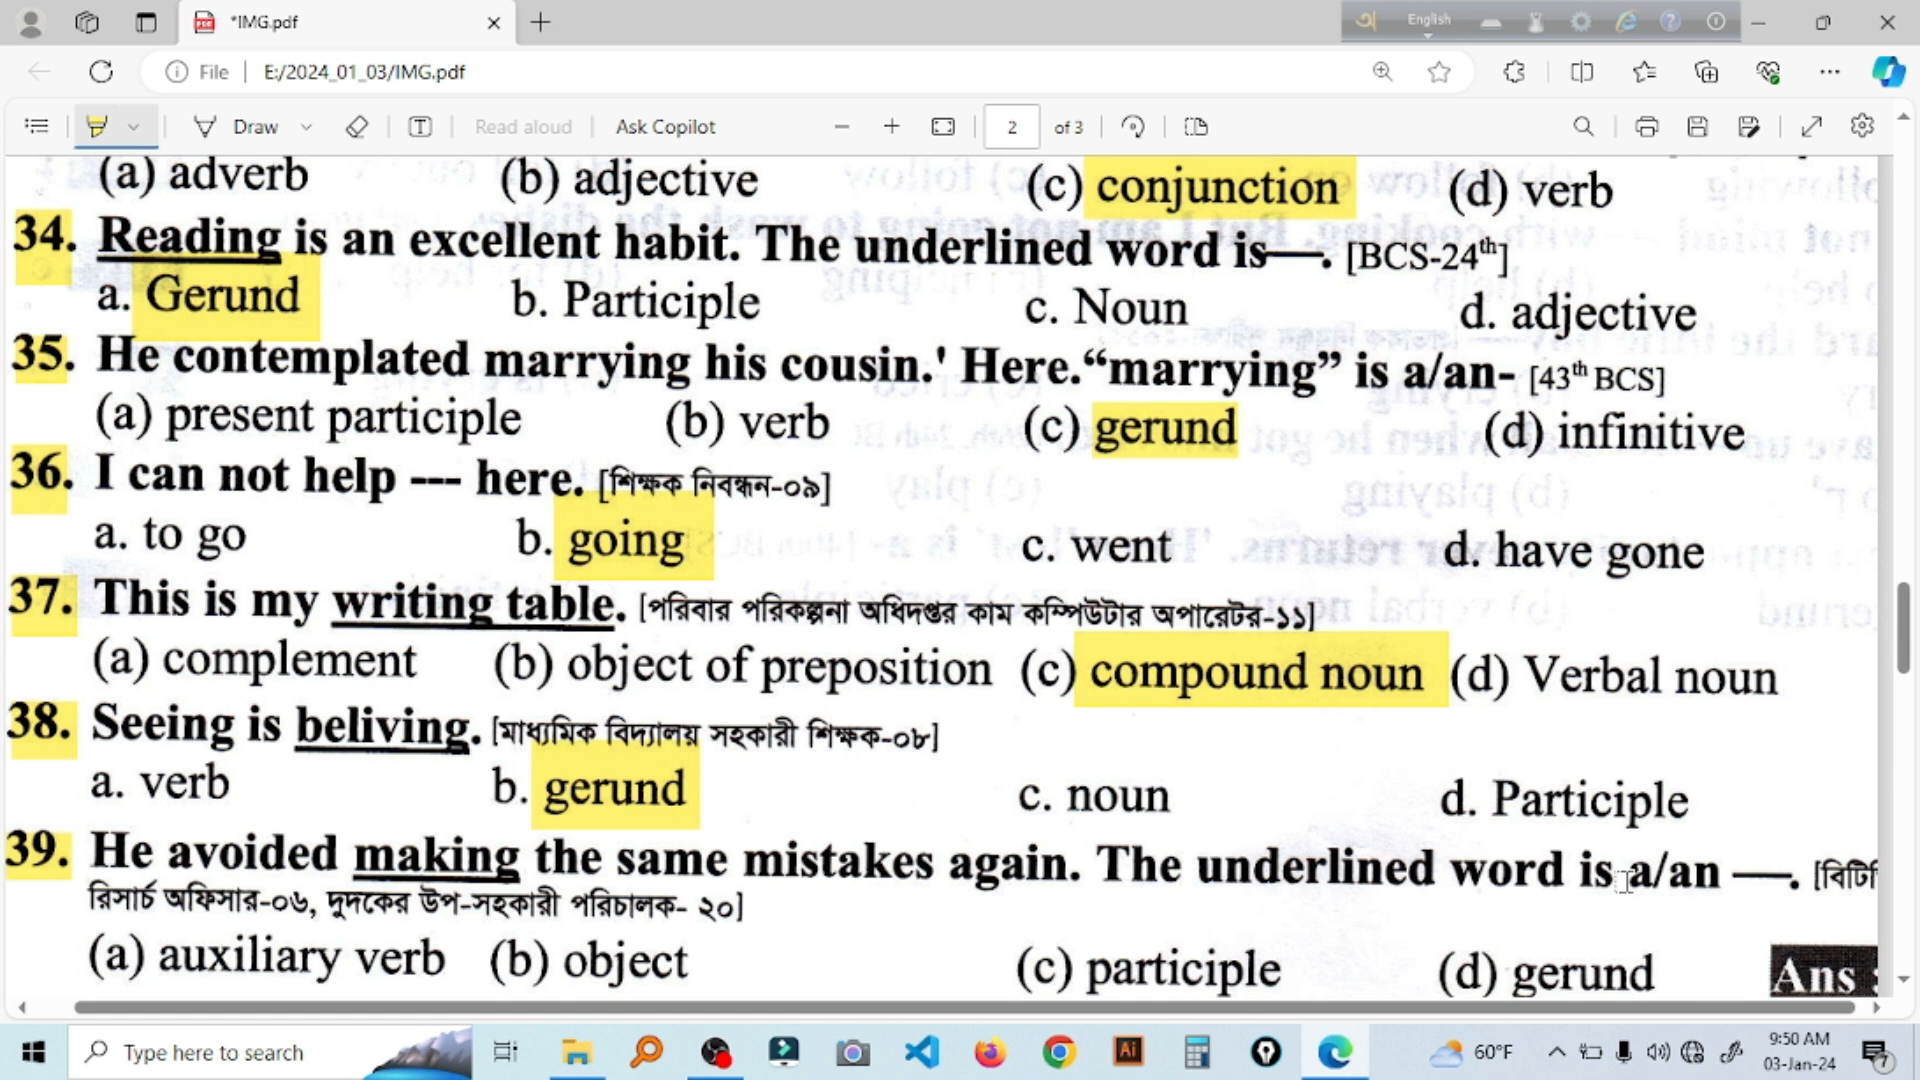 *IMG.pdf
English
File
E:/2024_01_03/IMG.pdf
Draw
Read aloud
Ask Copilot
2
of 3
(a) adverb (b) adjective (c) conjunction (d) verb
34. Reading is an excellent habit. The underlined word is—. [BCS-24th]
a. Gerund b. Participle c. Noun d. adjective
35. He contemplated marrying his cousin.' Here.“marrying” is a/an- [43th BCS]
(a) present participle (b) verb (c) gerund (d) infinitive
36. I can not help --- here. [শিক্ষক নিবন্ধন-০৯]
a. to go b. going c. went d. have gone
37. This is my writing table. [পরিবার পরিকল্পনা অধিদপ্তর কাম কম্পিউটার অপারেটর-১১]
(a) complement (b) object of preposition (c) compound noun (d) Verbal noun
38. Seeing is beliving. [মাধ্যমিক বিদ্যালয় সহকারী শিক্ষক-০৮]
a. verb b. gerund c. noun d. Participle
39. He avoided making the same mistakes again. The underlined word is a/an —.
রিসার্চ অফিসার-০৬, দুদকের উপ-সহকারী পরিচালক- ২০]
(a) auxiliary verb (b) object (c) participle (d) gerund Ans :
Type here to search
60°F
9:50 AM
03-Jan-24
7